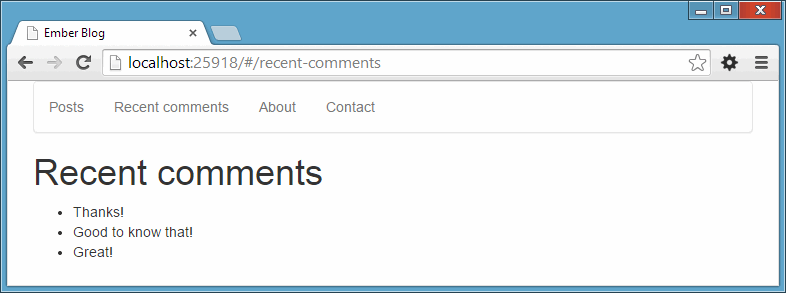 Ember Blog
localhost:25918/#/recent-comments
Posts Recent comments About Contact
Recent comments
Thanks!
Good to know that!
Great!